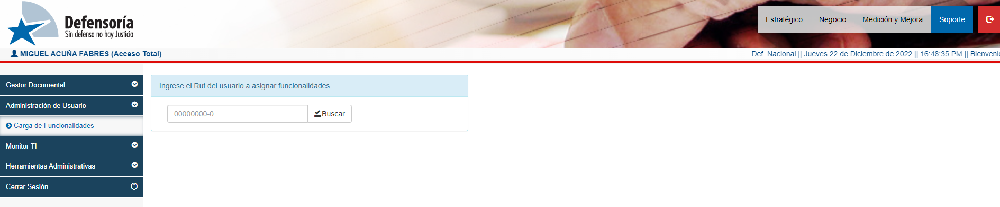 Defensoría
Sin defensa no hay Justicia
Estratégico
Negocio
Medición y Mejora
Soporte
MIGUEL ACUÑA FABRES (Acceso Total)
Def. Nacional || Jueves 22 de Diciembre de 2022 || 16:48:35 PM ||
Gestor Documental
Administración de Usuario
Carga de Funcionalidades
Monitor TI
Herramientas Administrativas
Cerrar Sesión
Ingrese el Rut del usuario a asignar funcionalidades.
00000000-0
Buscar